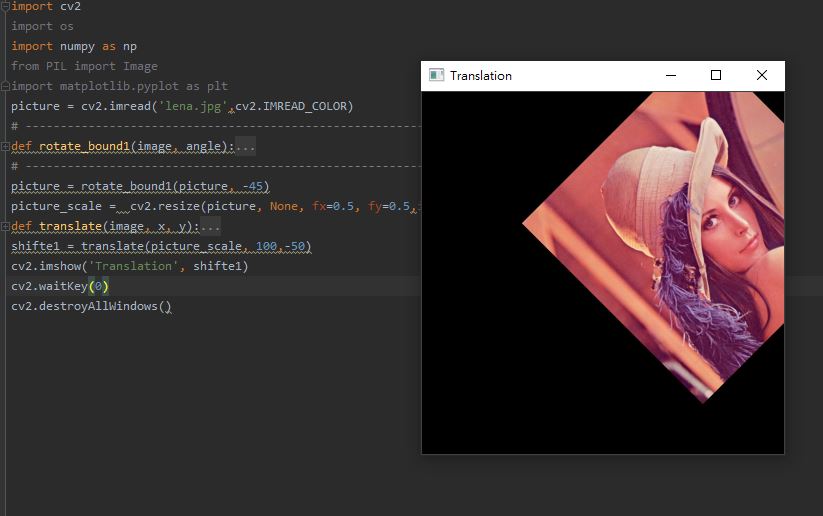 import cv2
import os
import numpy as np
from PIL import Image
import matplotlib.pyplot as plt
picture = cv2.imread('lena.jpg',cv2.IMREAD_COLOR)
# ------------------------------------------------------
def rotate_bound1(image, angle):...
# ------------------------------------------------------
picture = rotate_bound1(picture, -45)
picture_scale = cv2.resize(picture, None, fx=0.5, fy=0.5,
def translate(image, x, y):...
shifte1 = translate(picture_scale, 100,-50)
cv2.imshow('Translation', shifte1)
cv2.waitKey(0)
cv2.destroyAllWindows()
Translation